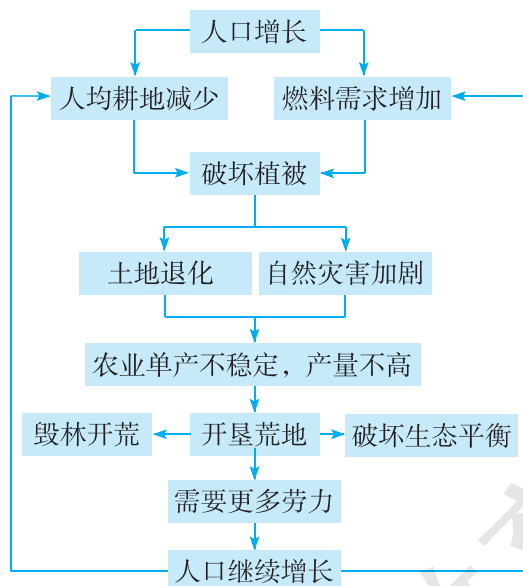 人口增长
人均耕地减少
燃料需求增加
破坏植被
土地退化
自然灾害加剧
农业单产不稳定，产量不高
毁林开荒
开垦荒地
破坏生态平衡
需要更多劳力
人口继续增长